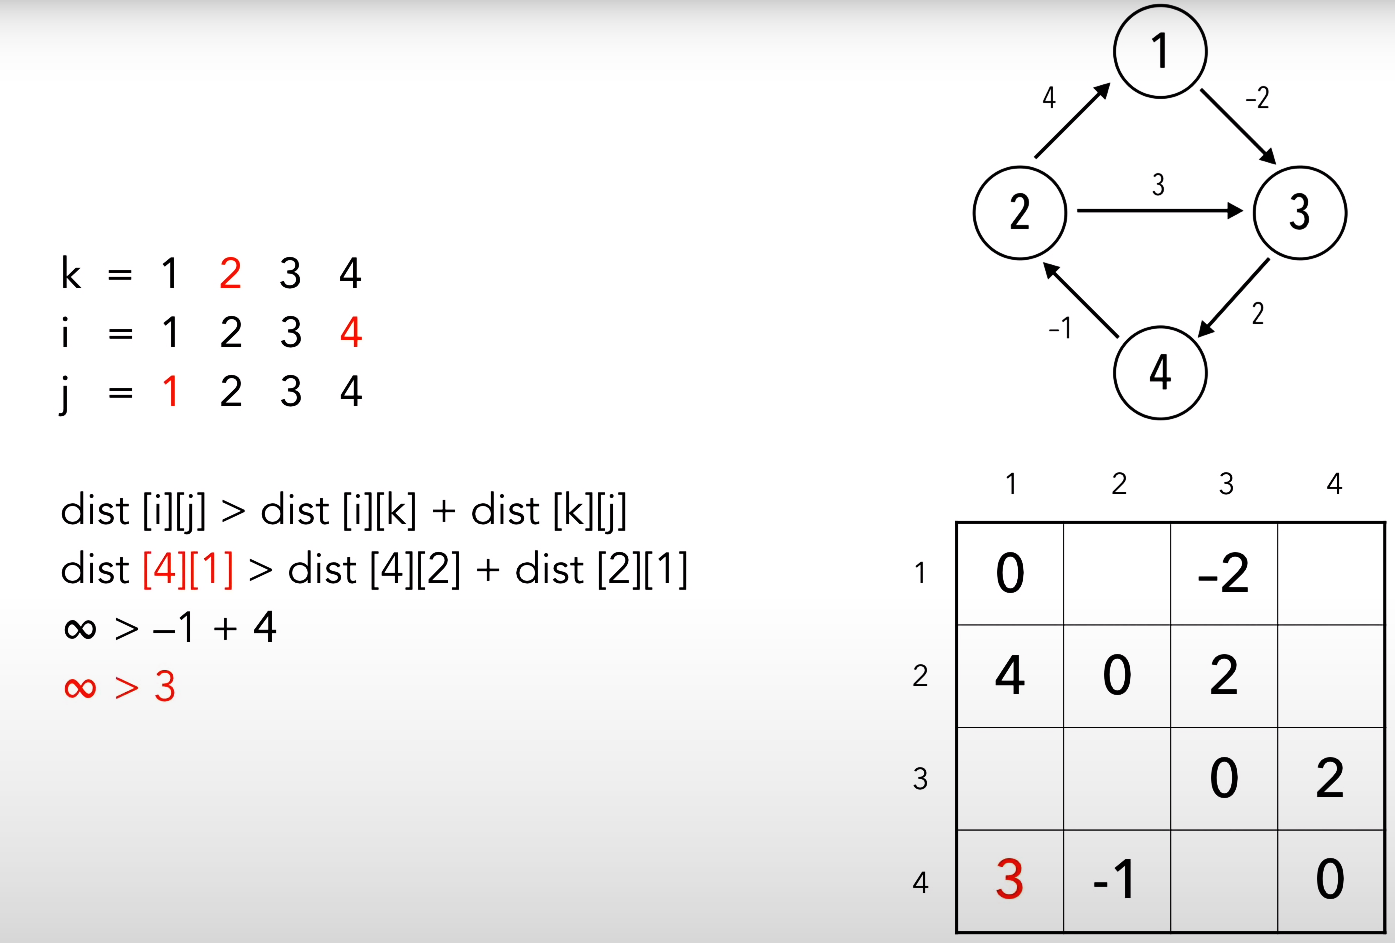 k = 1 2 3 4
i = 1 2 3 4
j = 1 2 3 4
dist [i][j] > dist [i][k] + dist [k][j]
dist [4][1] > dist [4][2] + dist [2][1]
∞ > –1 + 4
∞ > 3
1
4 –2
2 3 3
–1 2
4
1 2 3 4
1 0 –2
2 4 0 2
3 0 2
4 3 -1 0